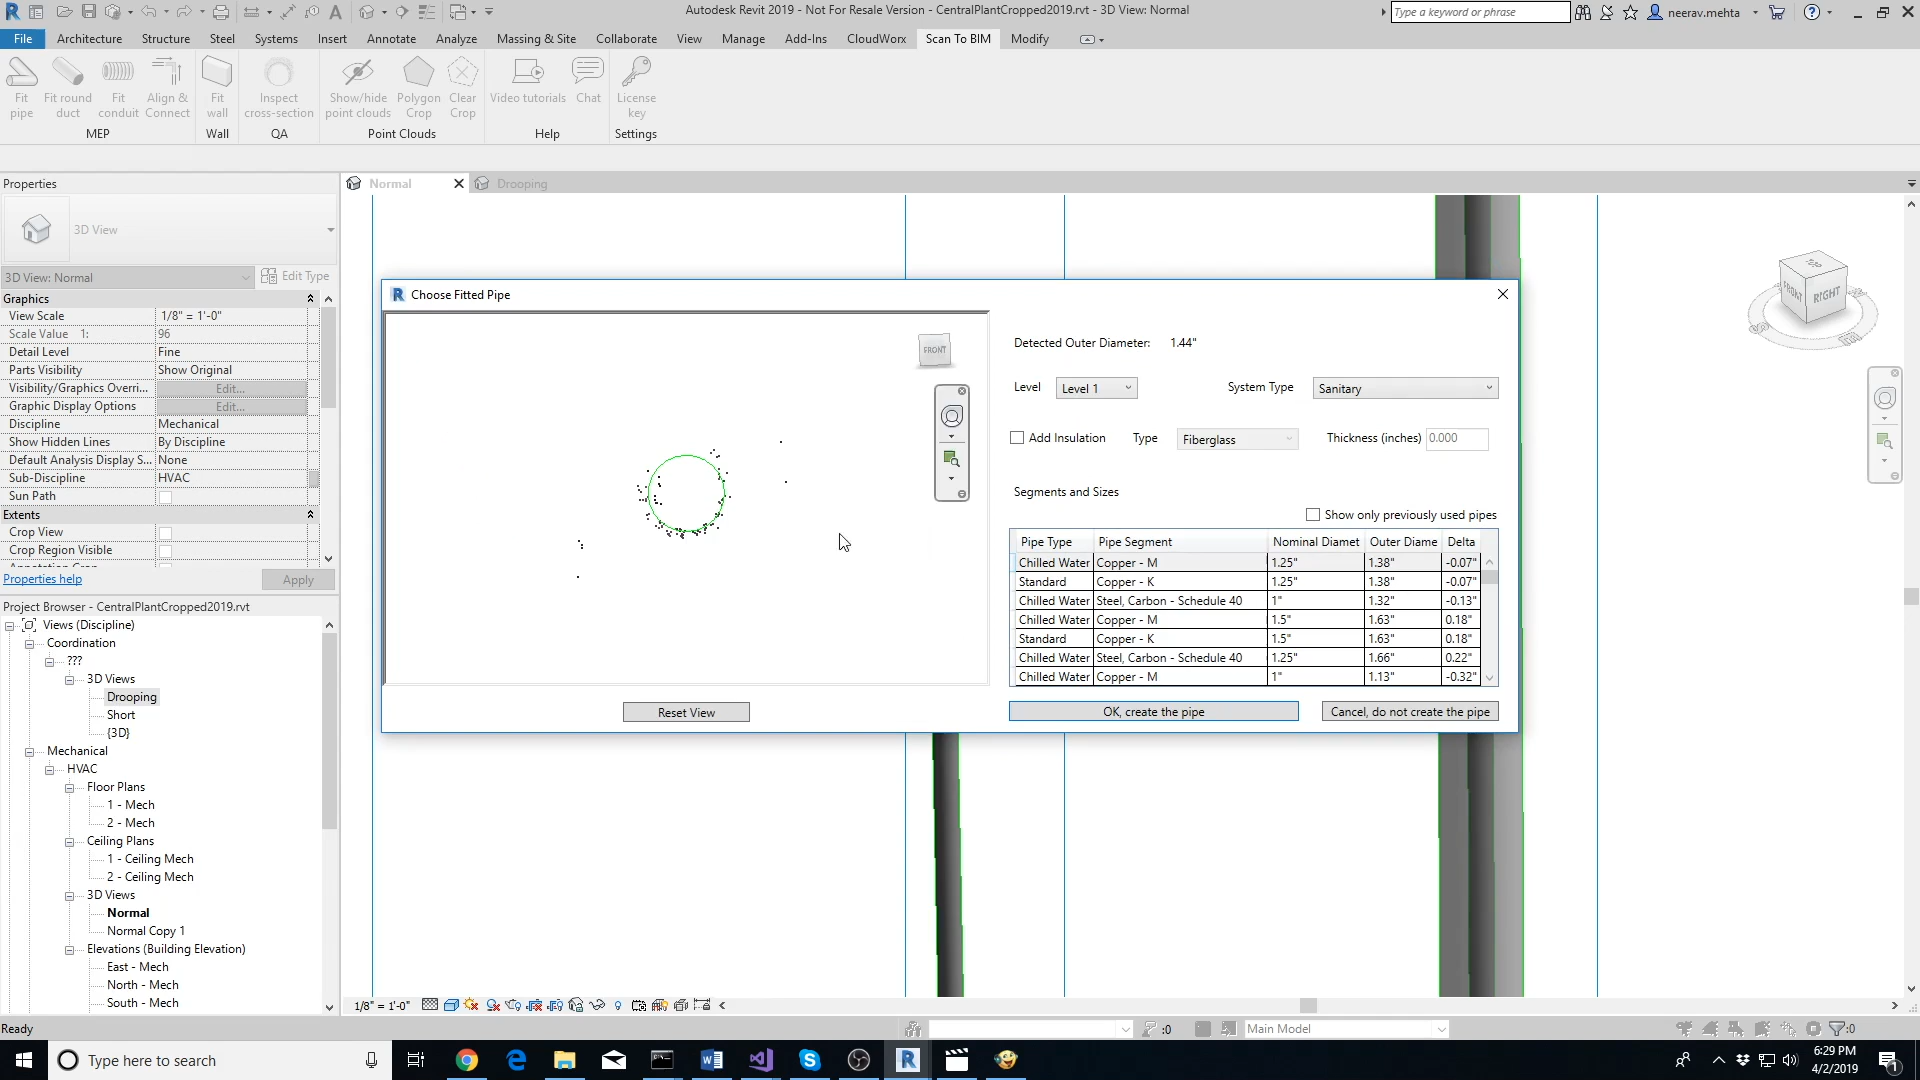 Autodesk Revit 2019 - Not For Resale Version - CentralPlantCropped2019.rvt - 3D View: Normal
Type a keyword or phrase
neerav.mehta
File Architecture Structure Steel Systems Insert Annotate Analyze Massing & Site Collaborate View Manage Add-Ins CloudWorx Scan To BIM Modify
Fit pipe
Fit round duct
Fit conduit
Align & Connect
Fit wall
Inspect cross-section
Show/hide point clouds
Polygon Crop
Clear Crop
Video tutorials
Chat
License key
MEP Wall QA Point Clouds Help Settings
Properties
3D View
3D View: Normal Edit Type
Graphics
View Scale 1/8" = 1'-0"
Scale Value 1: 96
Detail Level Fine
Parts Visibility Show Original
Visibility/Graphics Overri... Edit...
Graphic Display Options Edit...
Discipline Mechanical
Show Hidden Lines By Discipline
Default Analysis Display S... None
Sub-Discipline HVAC
Sun Path
Extents
Crop View
Crop Region Visible
Properties help Apply
Project Browser - CentralPlantCropped2019.rvt
Views (Discipline)
Coordination
???
3D Views
Drooping
Short
{3D}
Mechanical
HVAC
Floor Plans
1 - Mech
2 - Mech
Ceiling Plans
1 - Ceiling Mech
2 - Ceiling Mech
3D Views
Normal
Normal Copy 1
Elevations (Building Elevation)
East - Mech
North - Mech
South - Mech
Normal Drooping
TOP
FRONT
RIGHT
Choose Fitted Pipe
FRONT
Reset View
Detected Outer Diameter: 1.44"
Level Level 1 System Type Sanitary
Add Insulation Type Fiberglass Thickness (inches) 0.000
Segments and Sizes
Show only previously used pipes
Pipe Type Pipe Segment Nominal Diamet Outer Diame Delta
Chilled Water Copper - M 1.25" 1.38" -0.07"
Standard Copper - K 1.25" 1.38" -0.07"
Chilled Water Steel, Carbon - Schedule 40 1" 1.32" -0.13"
Chilled Water Copper - M 1.5" 1.63" 0.18"
Standard Copper - K 1.5" 1.63" 0.18"
Chilled Water Steel, Carbon - Schedule 40 1.25" 1.66" 0.22"
Chilled Water Copper - M 1" 1.13" -0.32"
OK, create the pipe Cancel, do not create the pipe
1/8" = 1'-0"
Ready :0 Main Model :0
Type here to search
6:29 PM
4/2/2019
1